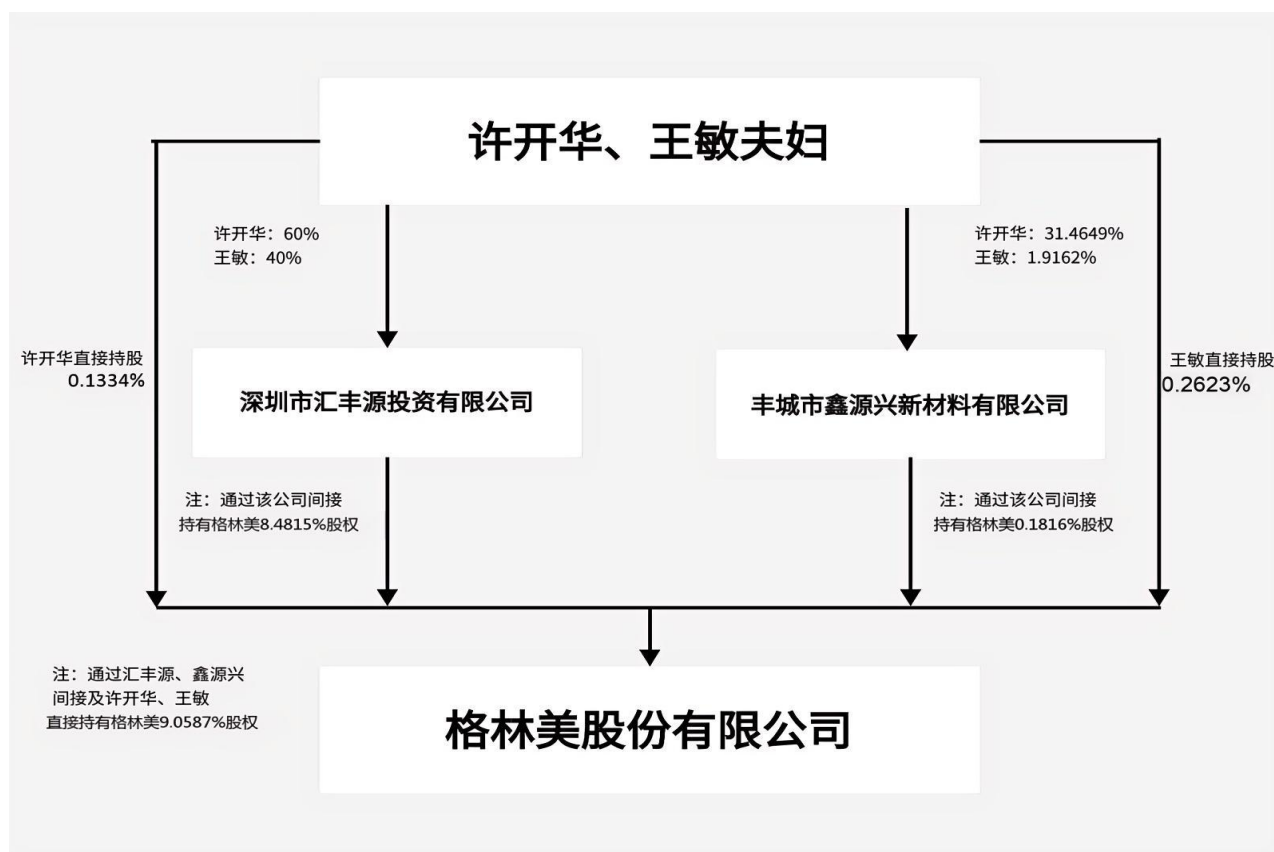 许开华、王敏夫妇
许开华：60%
王敏：40%
许开华：31.4649%
王敏：1.9162%
许开华直接持股
0.1334%
王敏直接持股
0.2623%
深圳市汇丰源投资有限公司
丰城市鑫源兴新材料有限公司
注：通过该公司间接
持有格林美8.4815%股权
注：通过该公司间接
持有格林美0.1816%股权
注：通过汇丰源、鑫源兴
间接及许开华、王敏
直接持有格林美9.0587%股权
格林美股份有限公司